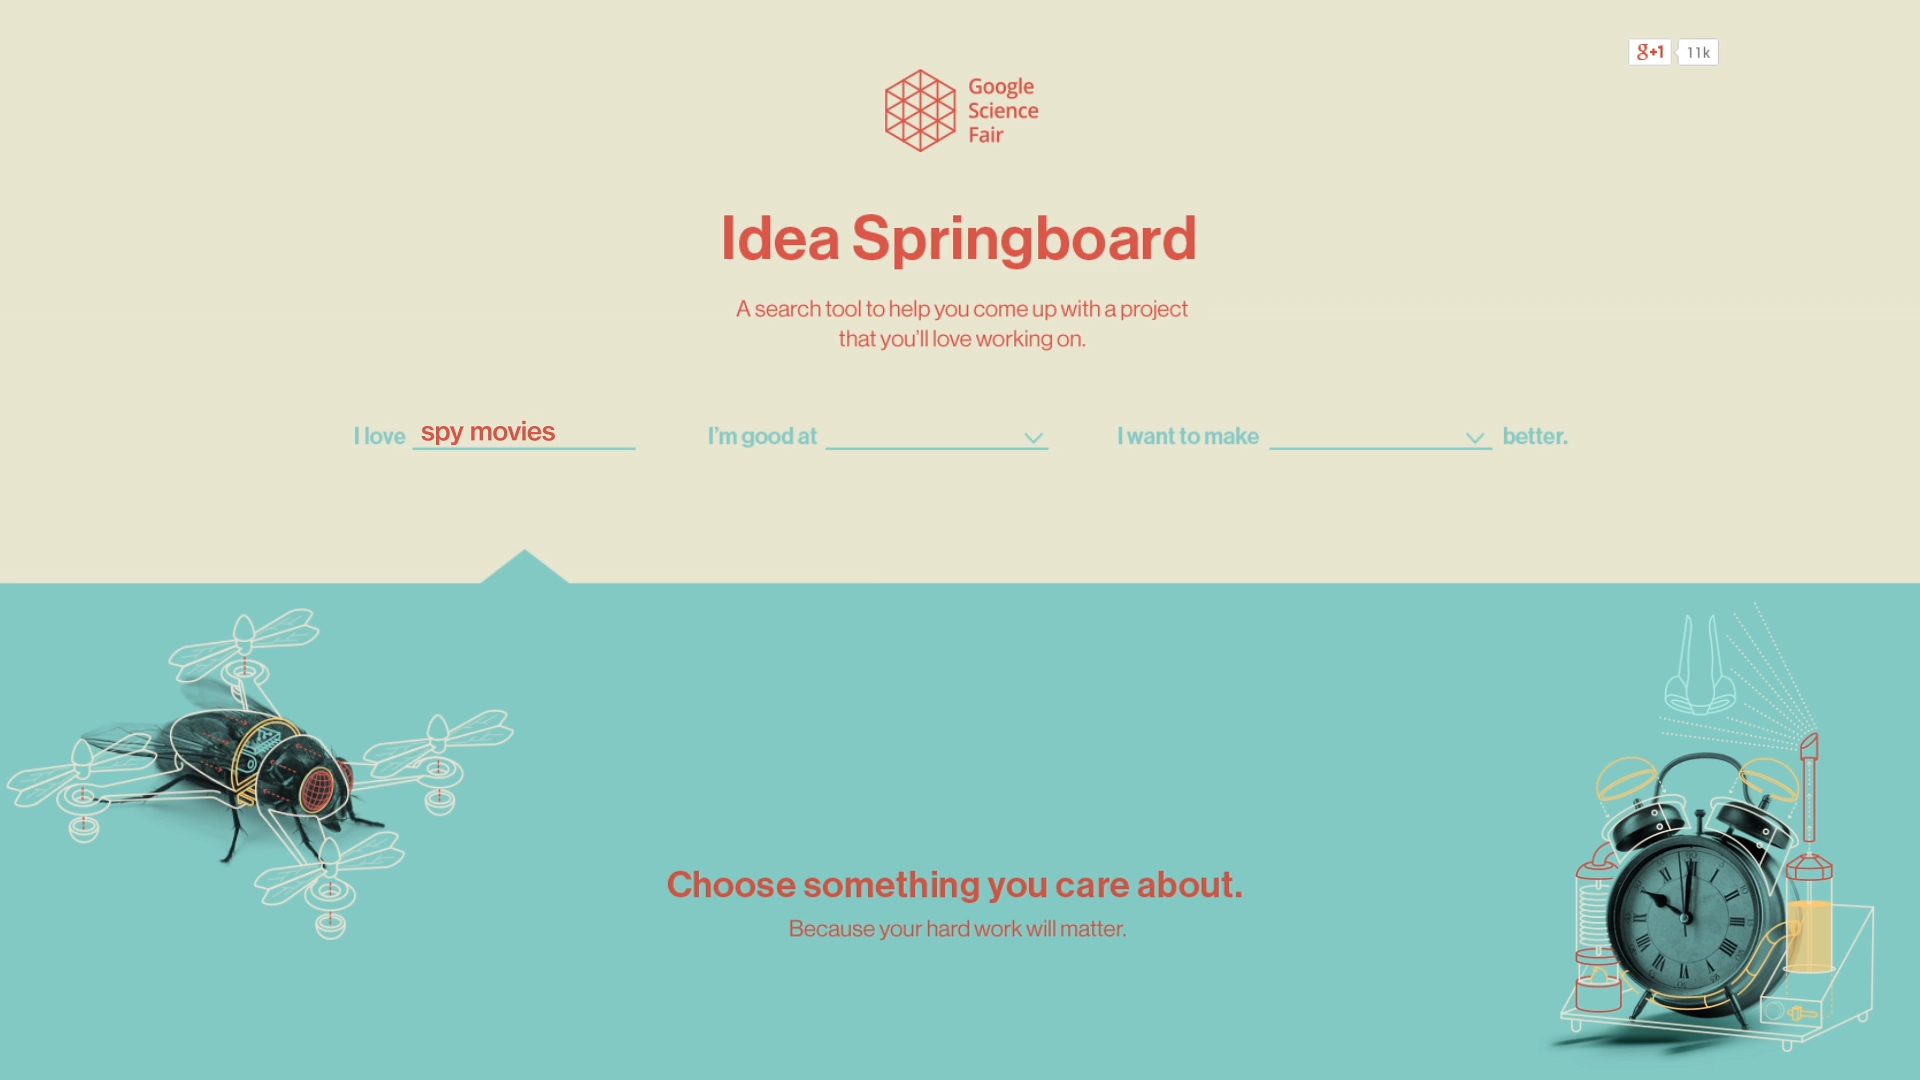 g+1 11k
Google
Science
Fair
Idea Springboard
A search tool to help you come up with a project
that you'll love working on.
I love spy movies I'm good at I want to make better.
Choose something you care about.
Because your hard work will matter.